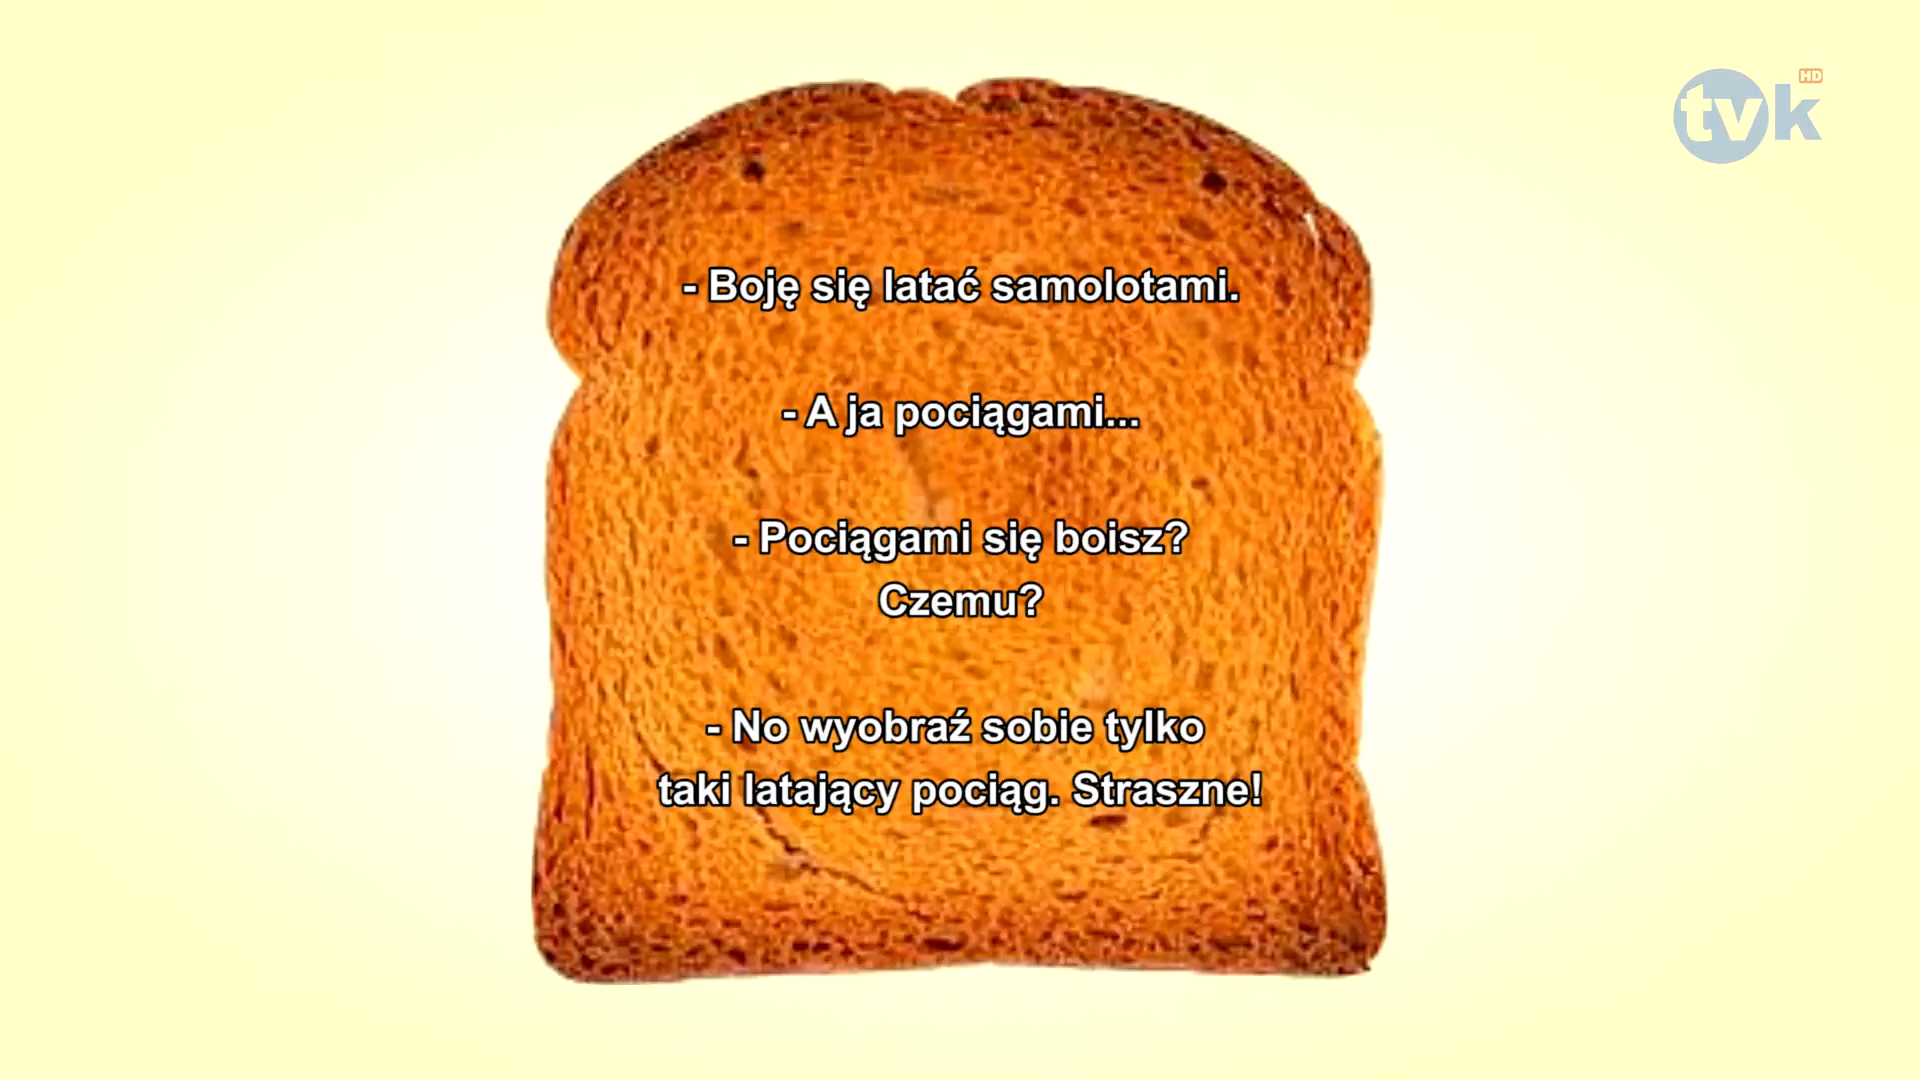 tvk HD
- Boję się latać samolotami.
- A ja pociągami...
- Pociągami się boisz?
Czemu?
- No wyobraź sobie tylko
taki latający pociąg. Straszne!